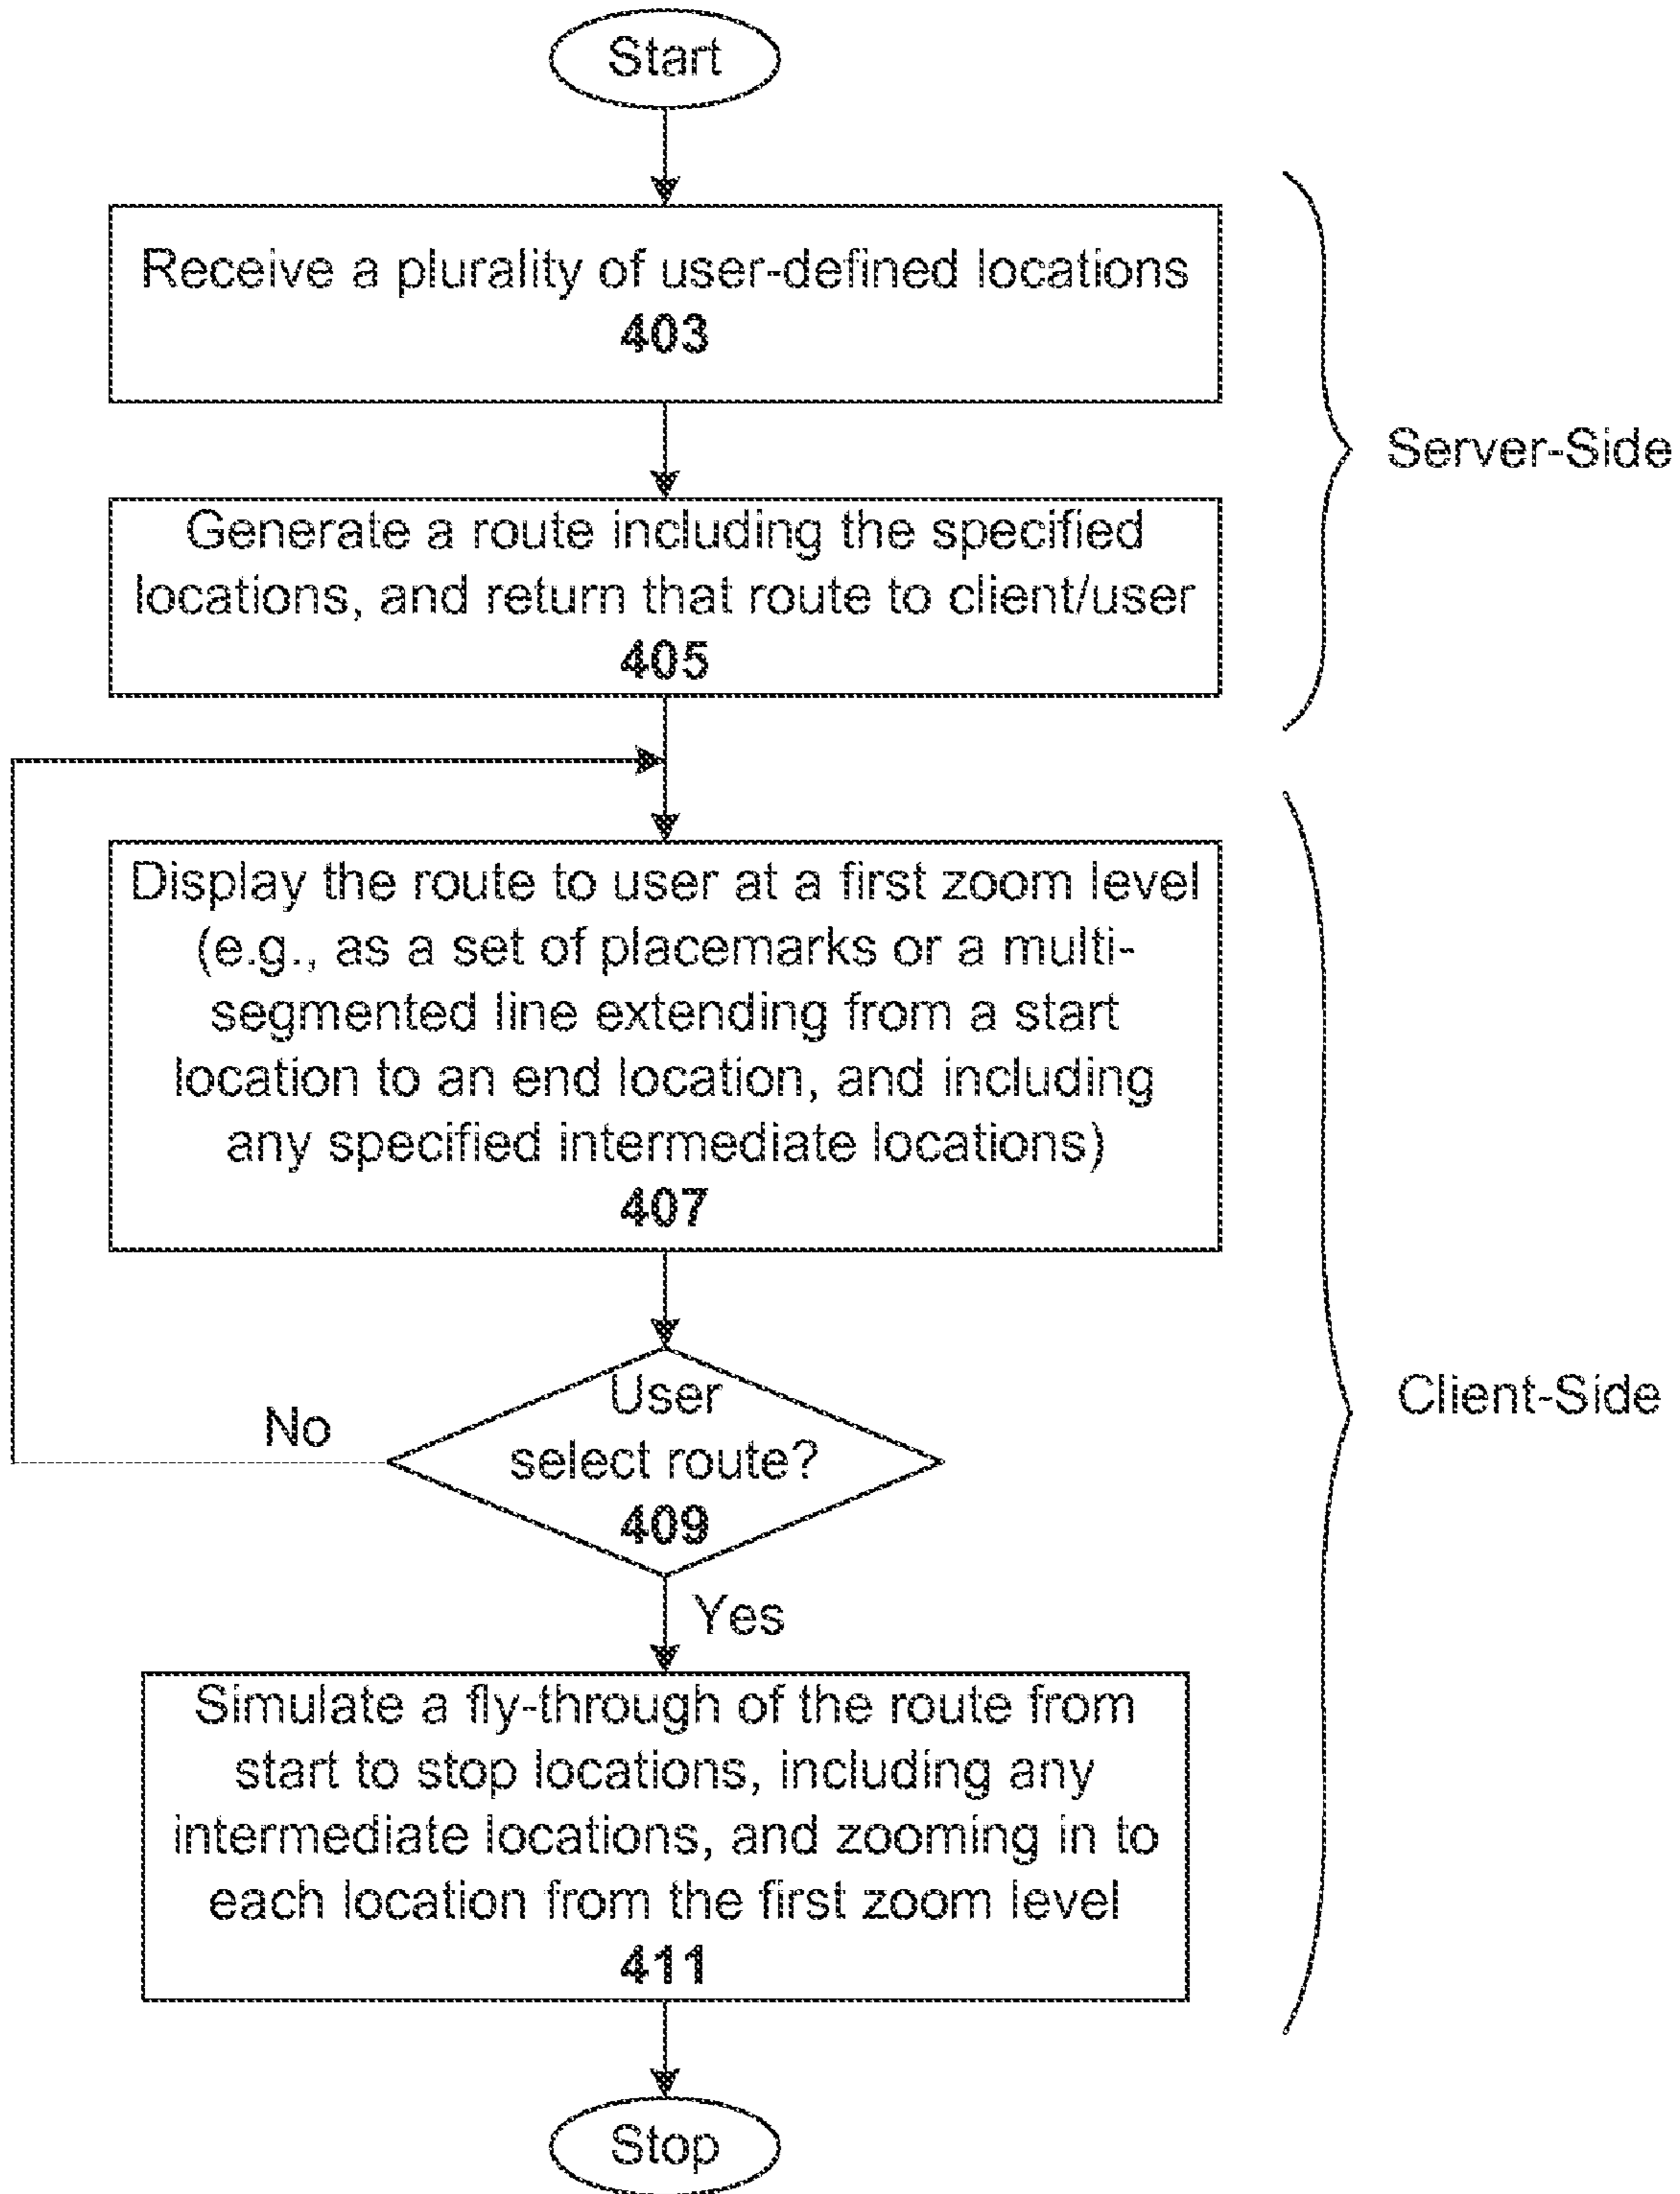 Start
Receive a plurality of user-defined locations
403
Server-Side
Generate a route including the specified
locations, and return that route to client/user
405
Display the route to user at a first zoom level
(e.g., as a set of placemarks or a multi-
segmented line extending from a start
location to an end location, and including
any specified intermediate locations)
407
Client-Side
No
User
select route?
409
Yes
Simulate a fly-through of the route from
start to stop locations, including any
intermediate locations, and zooming in to
each location from the first zoom level
411
Stop